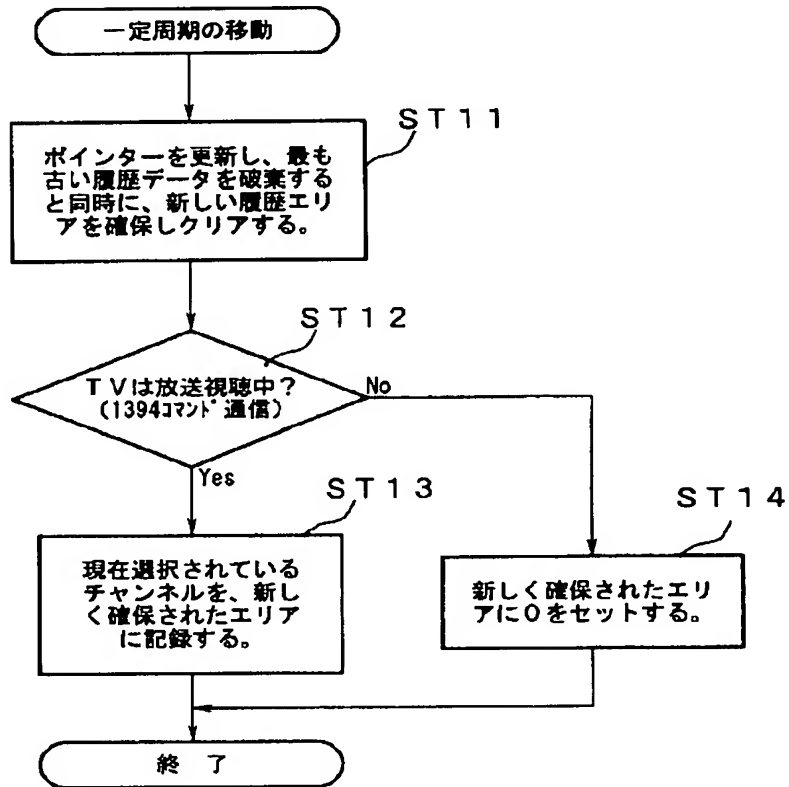 一定周期の移動
ST11
ポインターを更新し、最も
古い履歴データを破棄する
と同時に、新しい履歴エリ
アを確保しクリアする。
ST12
TVは放送視聴中?
(1394ｺﾏﾝﾄﾞ通信)
No
Yes
ST13
現在選択されている
チャンネルを、新し
く確保されたエリア
に記録する。
ST14
新しく確保されたエリ
アに0をセットする。
終 了